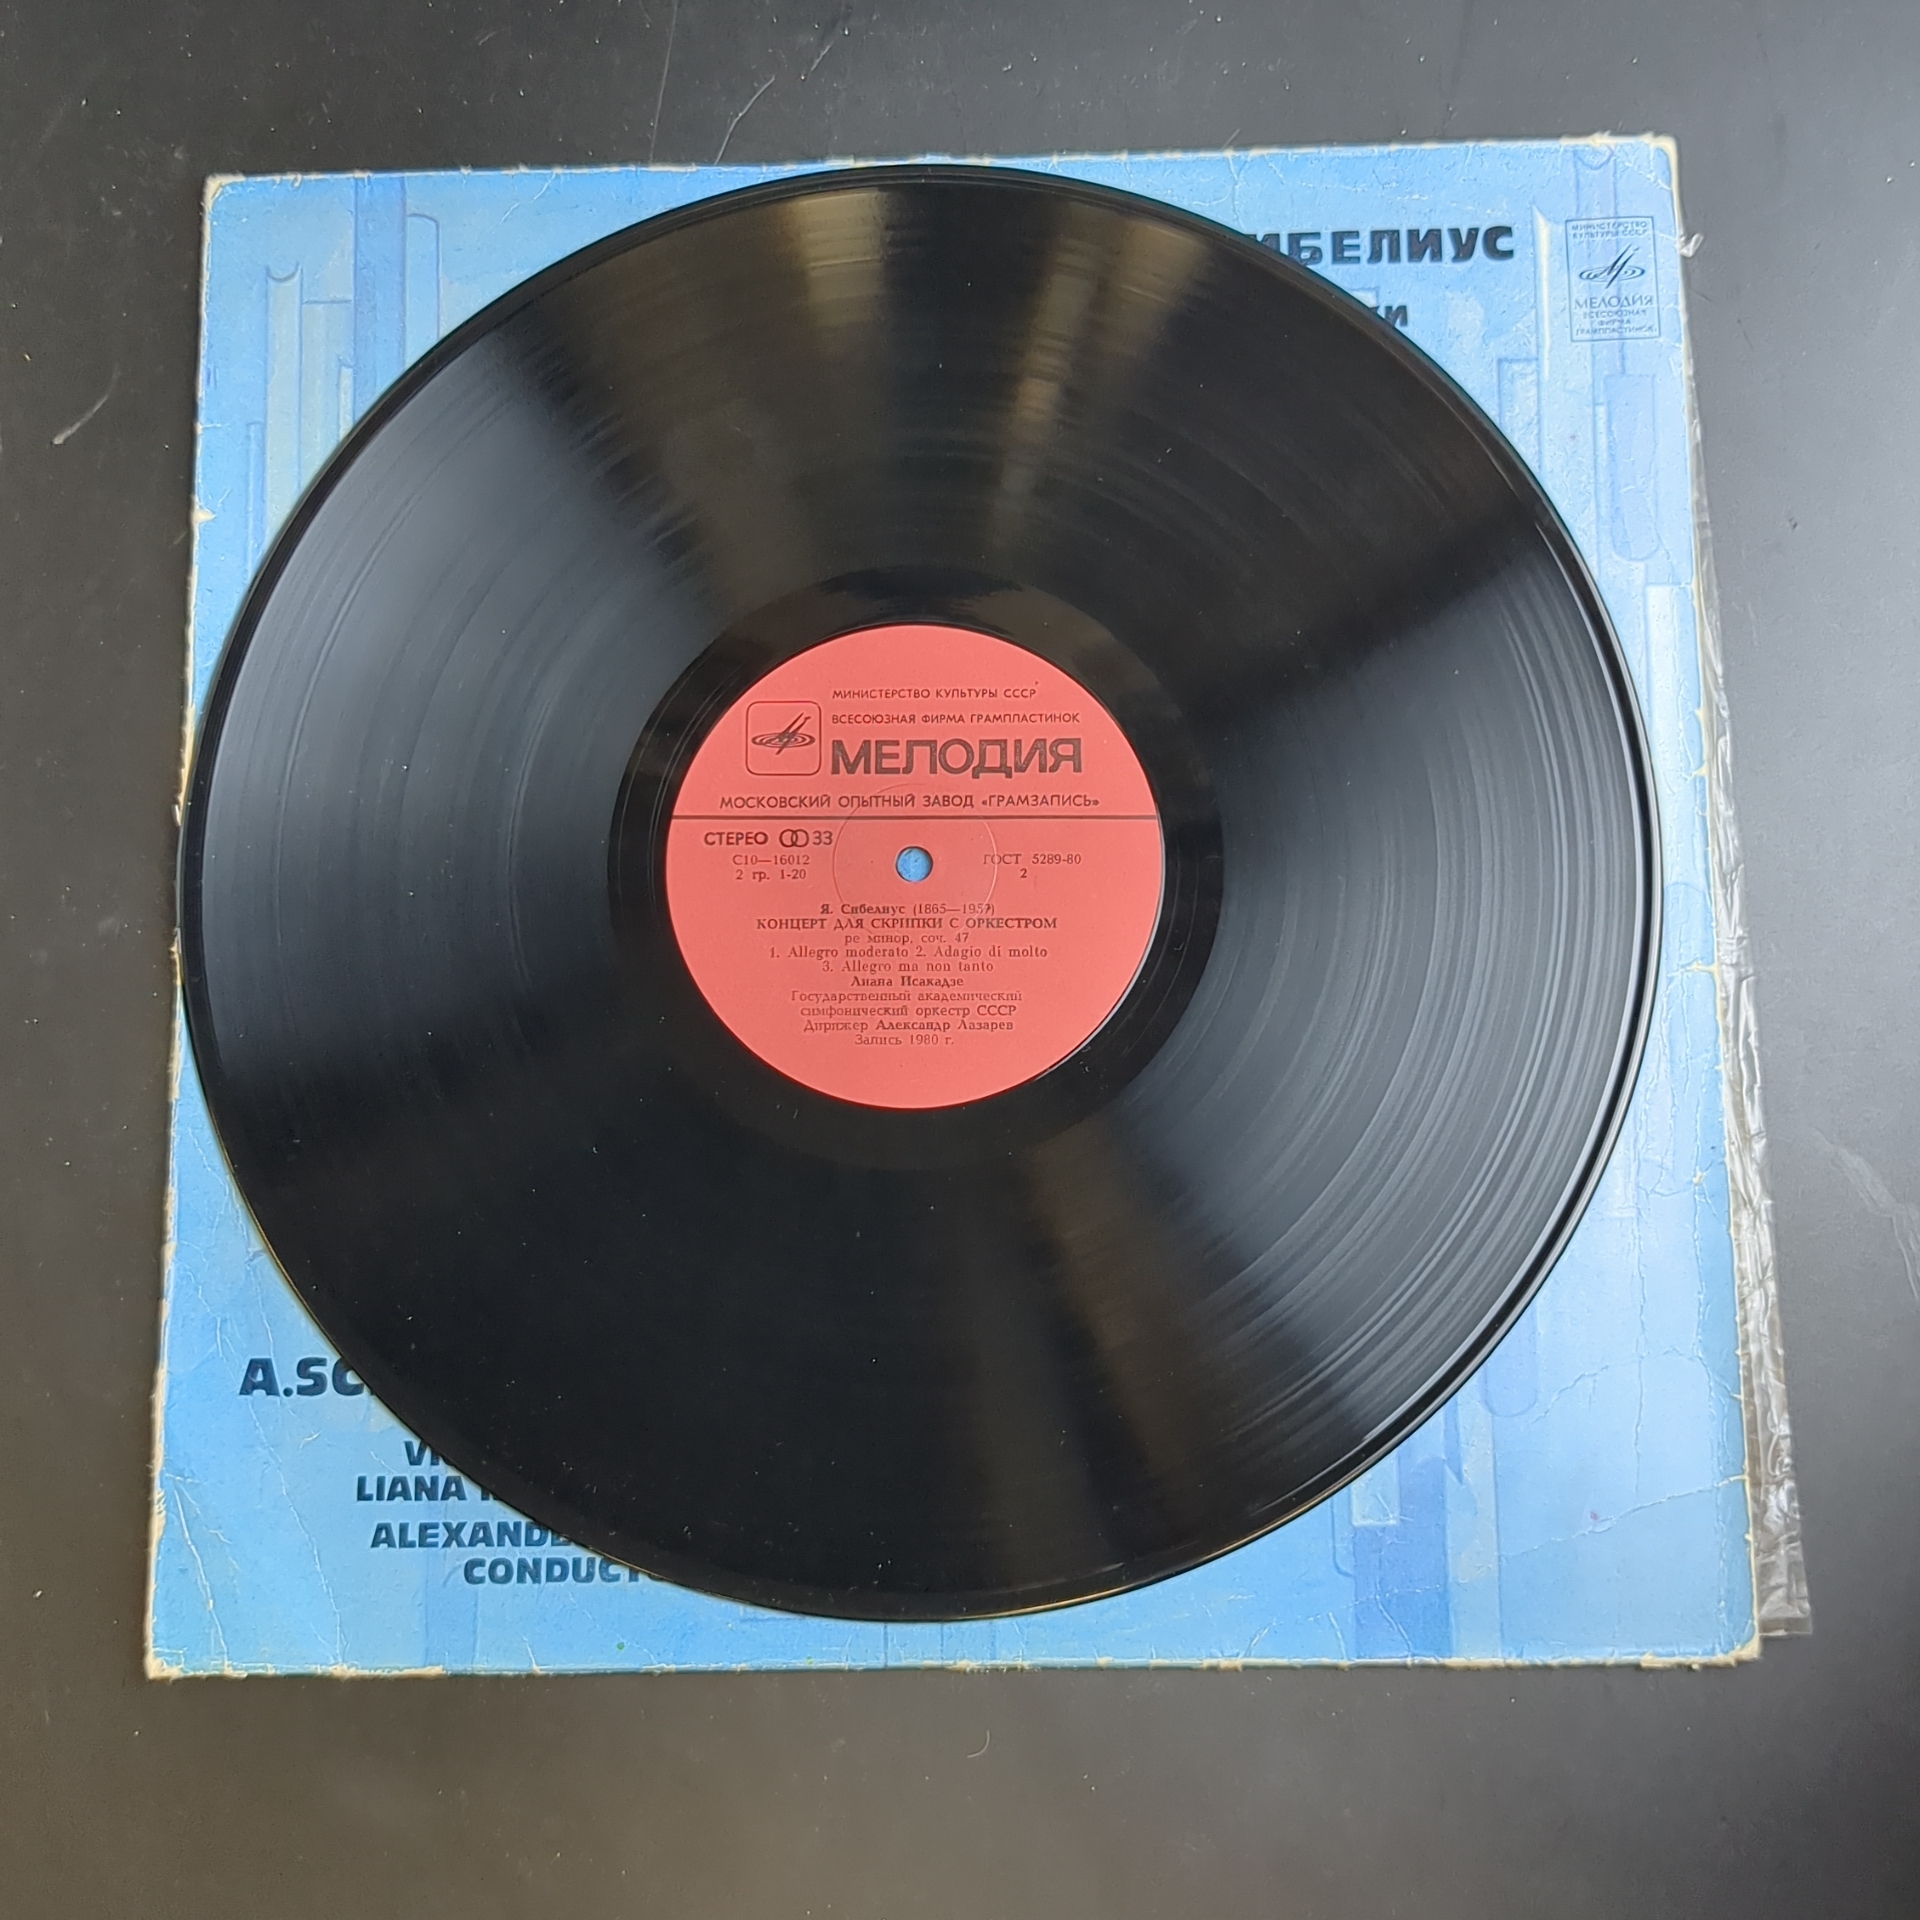 ИБЕЛИУС
МИНИСТЕРСТВО
КУЛЬТУРЫ СССР
МЕЛОДИЯ
ВСЕСОЮЗНАЯ
ФИРМА
ГРАМПЛАСТИНОК
МИНИСТЕРСТВО КУЛЬТУРЫ СССР
ВСЕСОЮЗНАЯ ФИРМА ГРАМПЛАСТИНОК
МЕЛОДИЯ
МОСКОВСКИЙ ОПЫТНЫЙ ЗАВОД «ГРАМЗАПИСЬ»
СТЕРЕО 33
С10—16012
2 гр. 1-20
ГОСТ 5289-80
2
Я. Сибелиус (1865—1957)
КОНЦЕРТ ДЛЯ СКРИПКИ С ОРКЕСТРОМ
ре минор, соч. 47
1. Allegro moderato 2. Adagio di molto
3. Allegro ma non tanto
Лиана Исакадзе
Государственный академический
симфонический оркестр СССР
Дирижер Александр Лазарев
Запись 1980 г.
A.SC
LIANA
ALEXANDE
CONDUCTO